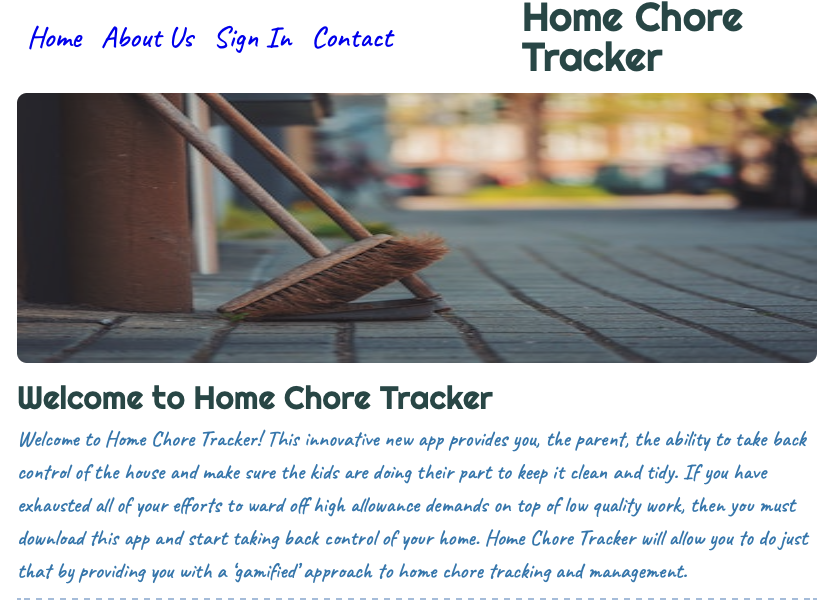 Home About Us Sign In Contact
Home Chore
Tracker
Welcome to Home Chore Tracker
Welcome to Home Chore Tracker! This innovative new app provides you, the parent, the ability to take back
control of the house and make sure the kids are doing their part to keep it clean and tidy. If you have
exhausted all of your efforts to ward off high allowance demands on top of low quality work, then you must
download this app and start taking back control of your home. Home Chore Tracker will allow you to do just
that by providing you with a 'gamified' approach to home chore tracking and management.